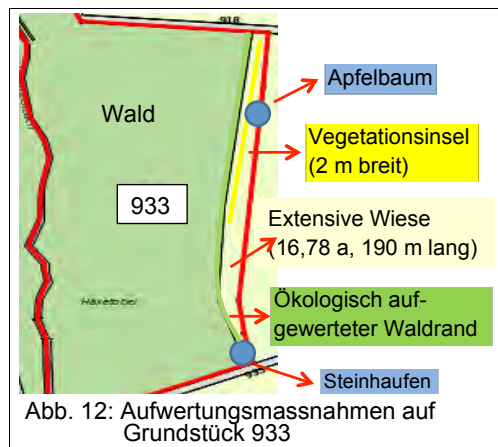 918
Apfelbaum
Wald
Vegetationsinsel
(2 m breit)
933
Extensive Wiese
(16,78 a, 190 m lang)
Häxetobel
Ökologisch auf-
gewerteter Waldrand
Steinhaufen
Abb. 12: Aufwertungsmassnahmen auf
Grundstück 933